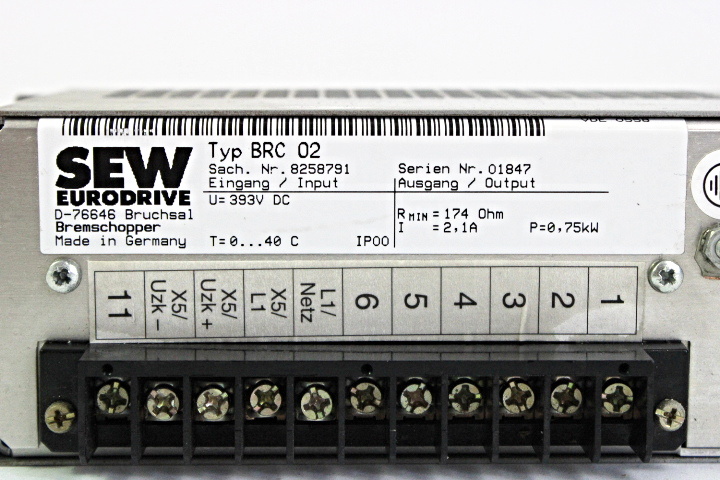 SEW
EURODRIVE
D-76646 Bruchsal
Bremschopper
Made in Germany
Typ BRC 02
Sach. Nr. 8258791
Serien Nr. 01847
Eingang / Input
Ausgang / Output
U= 393V DC
T=0...40 C
IP00
RMIN = 174 Ohm
I = 2,1A
P=0,75kW
11
X5/
Uzk -
X5/
Uzk +
X5/
L1
L1/
Netz
6
5
4
3
2
1